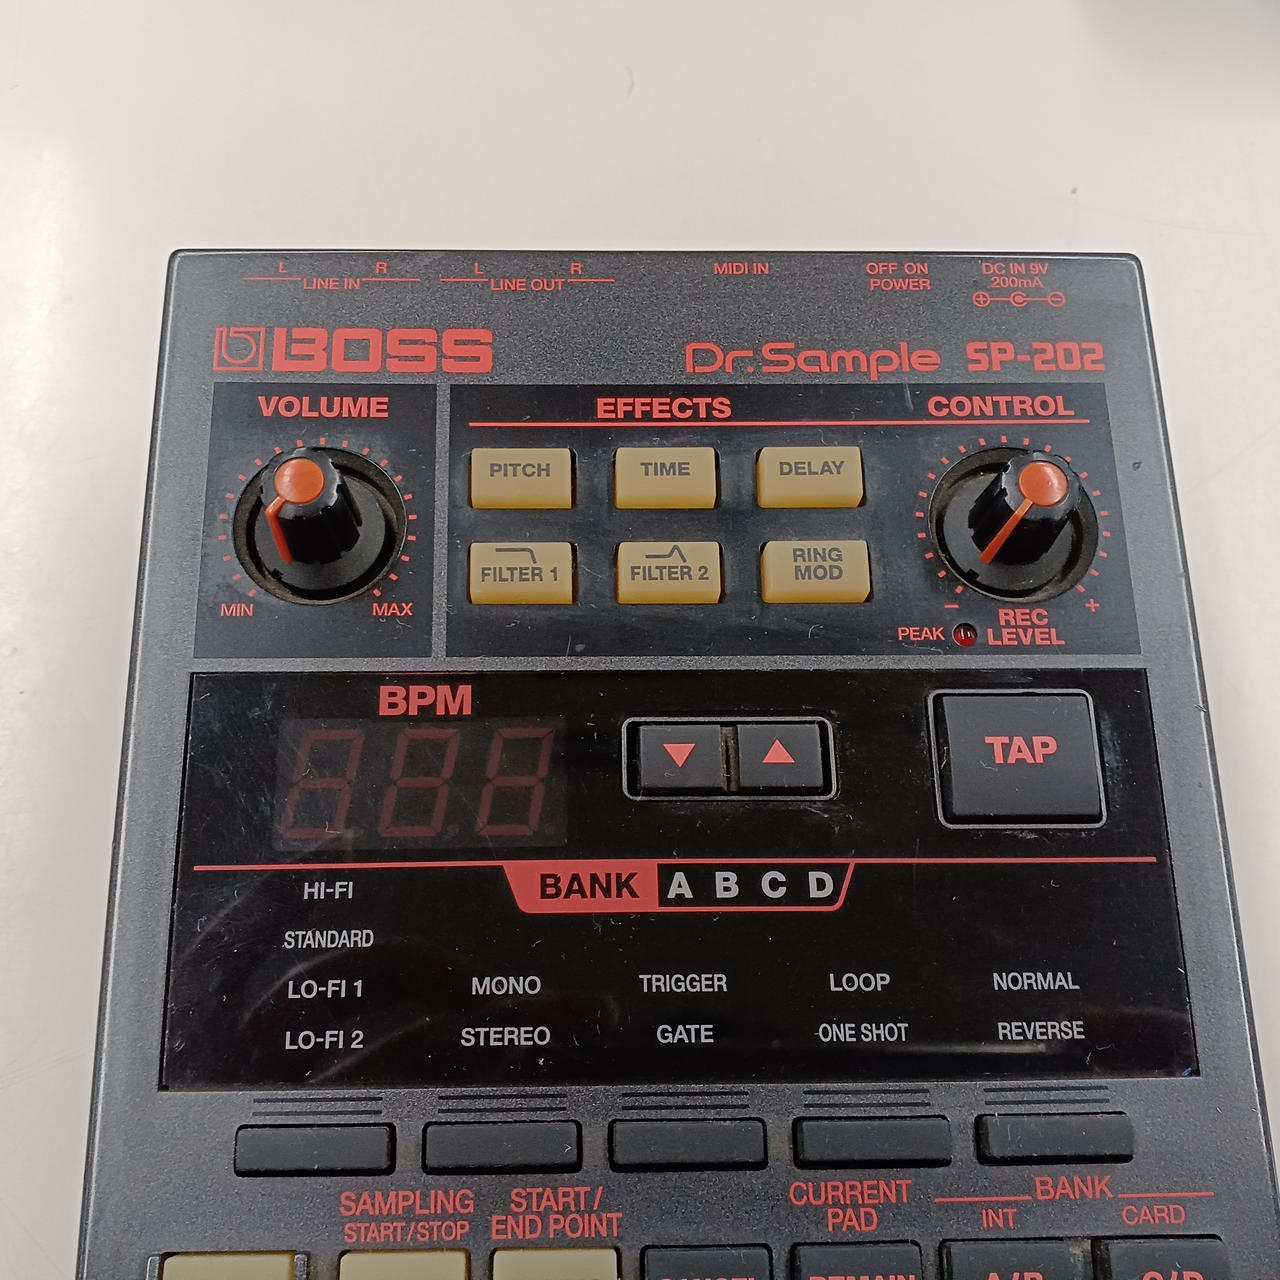 L R
LINE IN
L R
LINE OUT
MIDI IN
OFF ON
POWER
DC IN 9V
200mA
BOSS
Dr. Sample SP-202
VOLUME
EFFECTS
CONTROL
PITCH
TIME
DELAY
FILTER 1
FILTER 2
RING
MOD
MIN
MAX
PEAK
REC
LEVEL
- +
BPM
TAP
BANK A B C D
HI-FI
STANDARD
LO-FI 1
MONO
TRIGGER
LOOP
NORMAL
LO-FI 2
STEREO
GATE
ONE SHOT
REVERSE
SAMPLING
START/STOP
START/
END POINT
CURRENT
PAD
BANK
INT
CARD
CANCEL
REMAIN
A/B
C/D